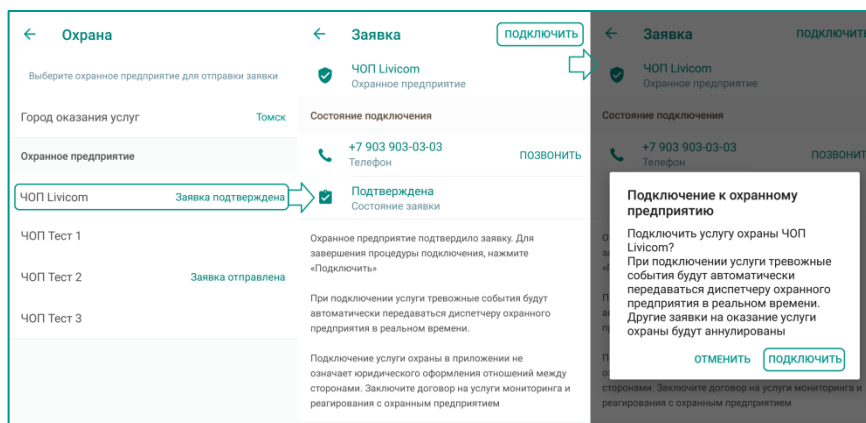 Охрана
Выберите охранное предприятие для отправки заявки
Город оказания услуг Томск
Охранное предприятие
ЧОП Livicom Заявка подтверждена
ЧОП Тест 1
ЧОП Тест 2 Заявка отправлена
ЧОП Тест 3
Заявка ПОДКЛЮЧИТЬ
ЧОП Livicom
Охранное предприятие
Состояние подключения
+7 903 903-03-03
Телефон
ПОЗВОНИТЬ
Подтверждена
Состояние заявки
Охранное предприятие подтвердило заявку. Для
завершения процедуры подключения, нажмите
«Подключить»
При подключении услуги тревожные события будут
автоматически передаваться диспетчеру охранного
предприятия в реальном времени.
Подключение услуги охраны в приложении не
означает юридического оформления отношений между
сторонами. Заключите договор на услуги мониторинга и
реагирования с охранным предприятием
Заявка ПОДКЛЮЧИТЬ
ЧОП Livicom
Охранное предприятие
Состояние подключения
+7 903 903-03-03
Телефон
ПОЗВОНИТЬ
Подключение к охранному
предприятию
Подключить услугу охраны ЧОП
Livicom?
При подключении услуги тревожные
события будут автоматически
передаваться диспетчеру охранного
предприятия в реальном времени.
Другие заявки на оказание услуги
охраны будут аннулированы
ОТМЕНИТЬ ПОДКЛЮЧИТЬ
сторонами. Заключите договор на услуги мониторинга и
реагирования с охранным предприятием